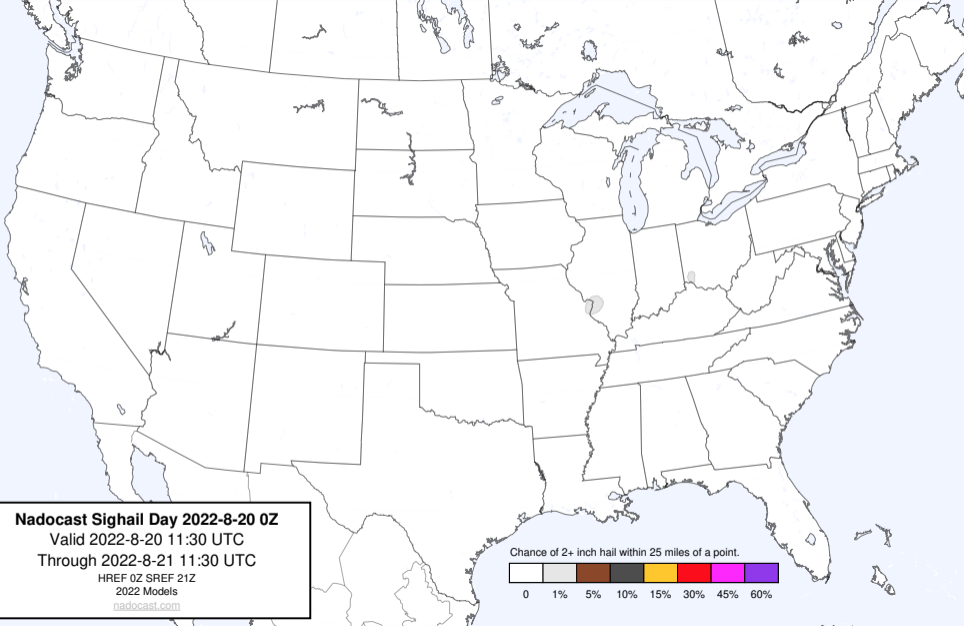 Nadocast Sighail Day 2022-8-20 0Z
Valid 2022-8-20 11:30 UTC
Through 2022-8-21 11:30 UTC
HREF 0Z SREF 21Z
2022 Models
nadocast.com
Chance of 2+ inch hail within 25 miles of a point.
0 1% 5% 10% 15% 30% 45% 60%